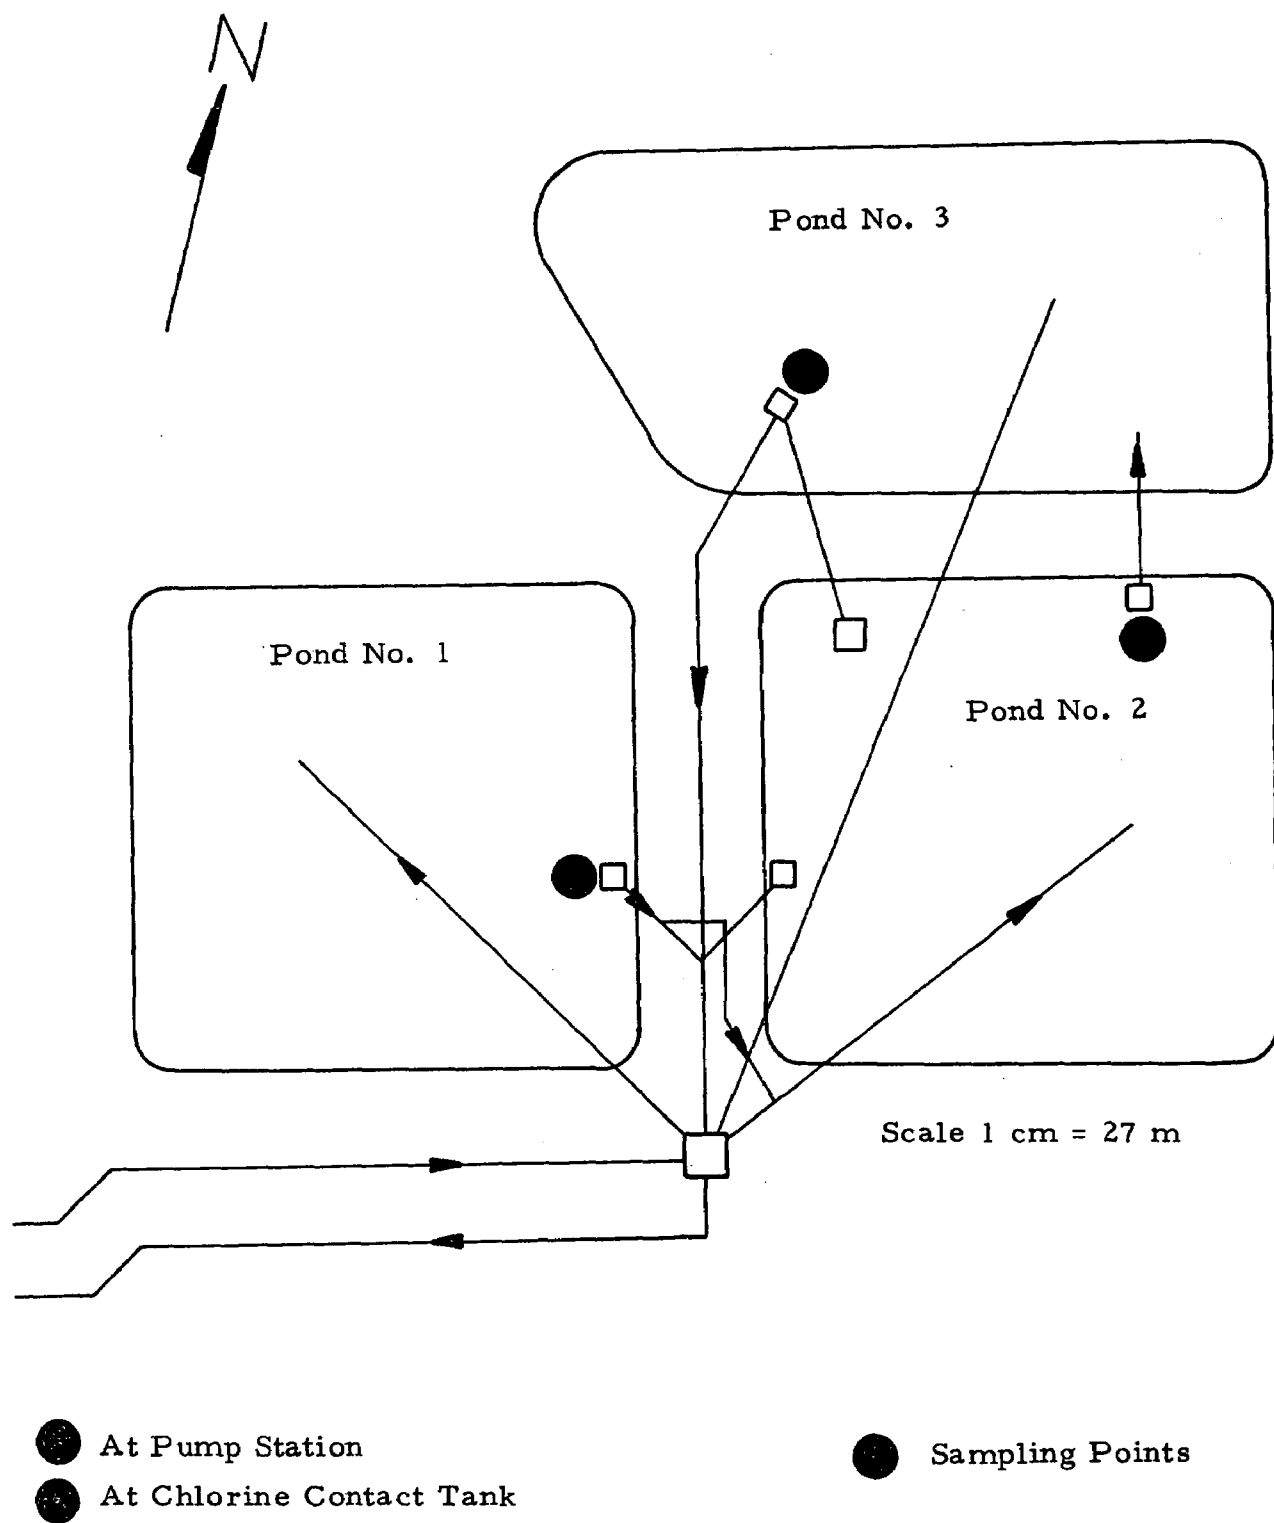 N
Pond No. 3
Pond No. 1
Pond No. 2
Scale 1 cm = 27 m
At Pump Station
At Chlorine Contact Tank
Sampling Points